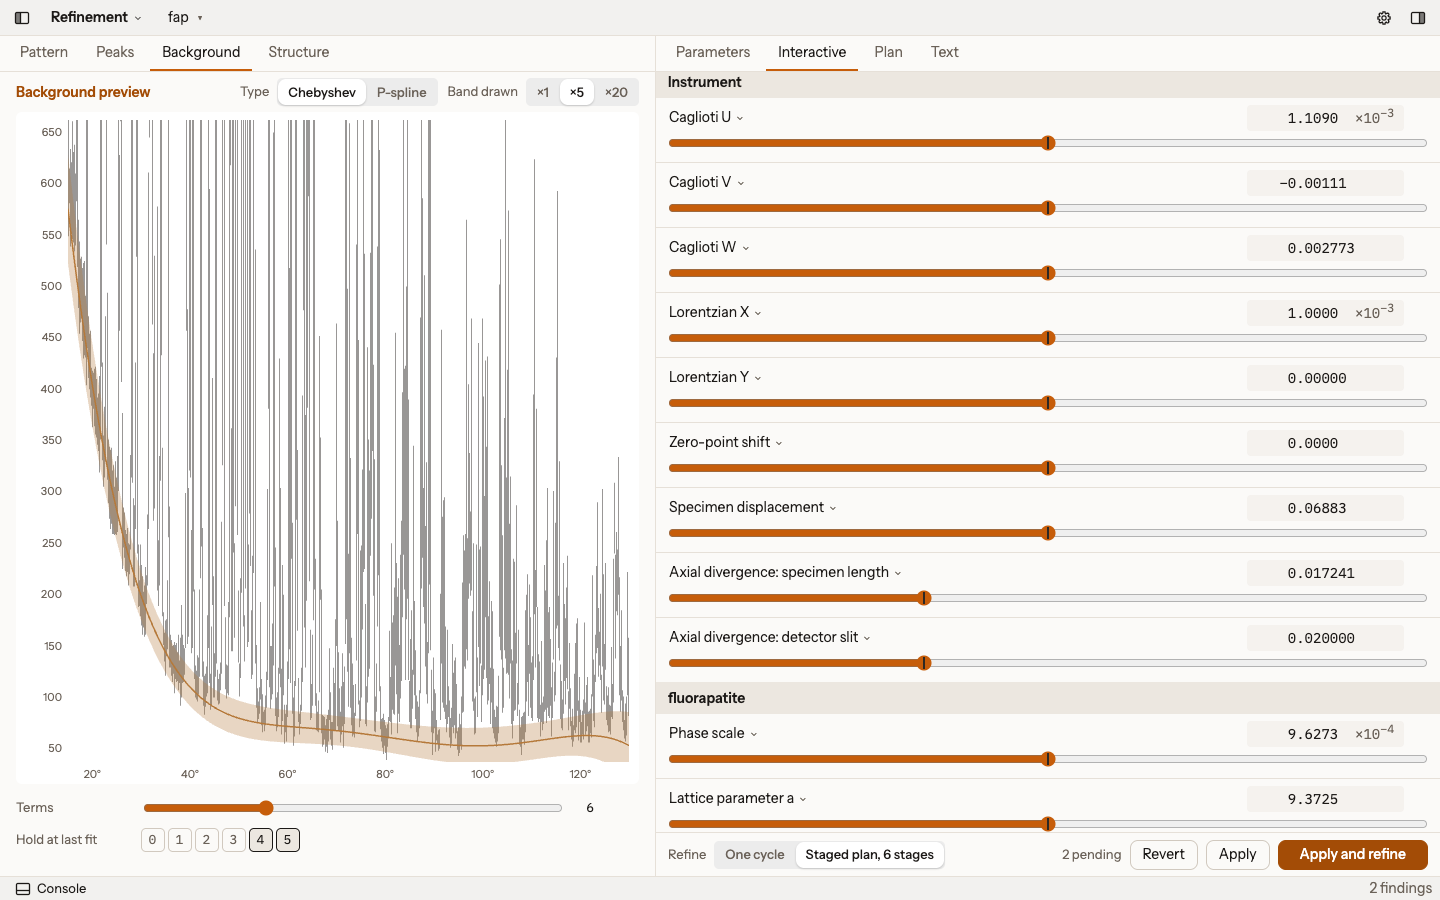 Refinement fap
Pattern Peaks Background Structure
Parameters Interactive Plan Text
Background preview Type Chebyshev P-spline Band drawn ×1 ×5 ×20
650
600
550
500
450
400
350
300
250
200
150
100
50
20° 40° 60° 80° 100° 120°
Terms 6
Hold at last fit 0 1 2 3 4 5
Instrument
Caglioti U 1.1090 ×10⁻³
Caglioti V −0.00111
Caglioti W 0.002773
Lorentzian X 1.0000 ×10⁻³
Lorentzian Y 0.00000
Zero-point shift 0.0000
Specimen displacement 0.06883
Axial divergence: specimen length 0.017241
Axial divergence: detector slit 0.020000
fluorapatite
Phase scale 9.6273 ×10⁻⁴
Lattice parameter a 9.3725
Refine One cycle Staged plan, 6 stages 2 pending Revert Apply Apply and refine
Console 2 findings